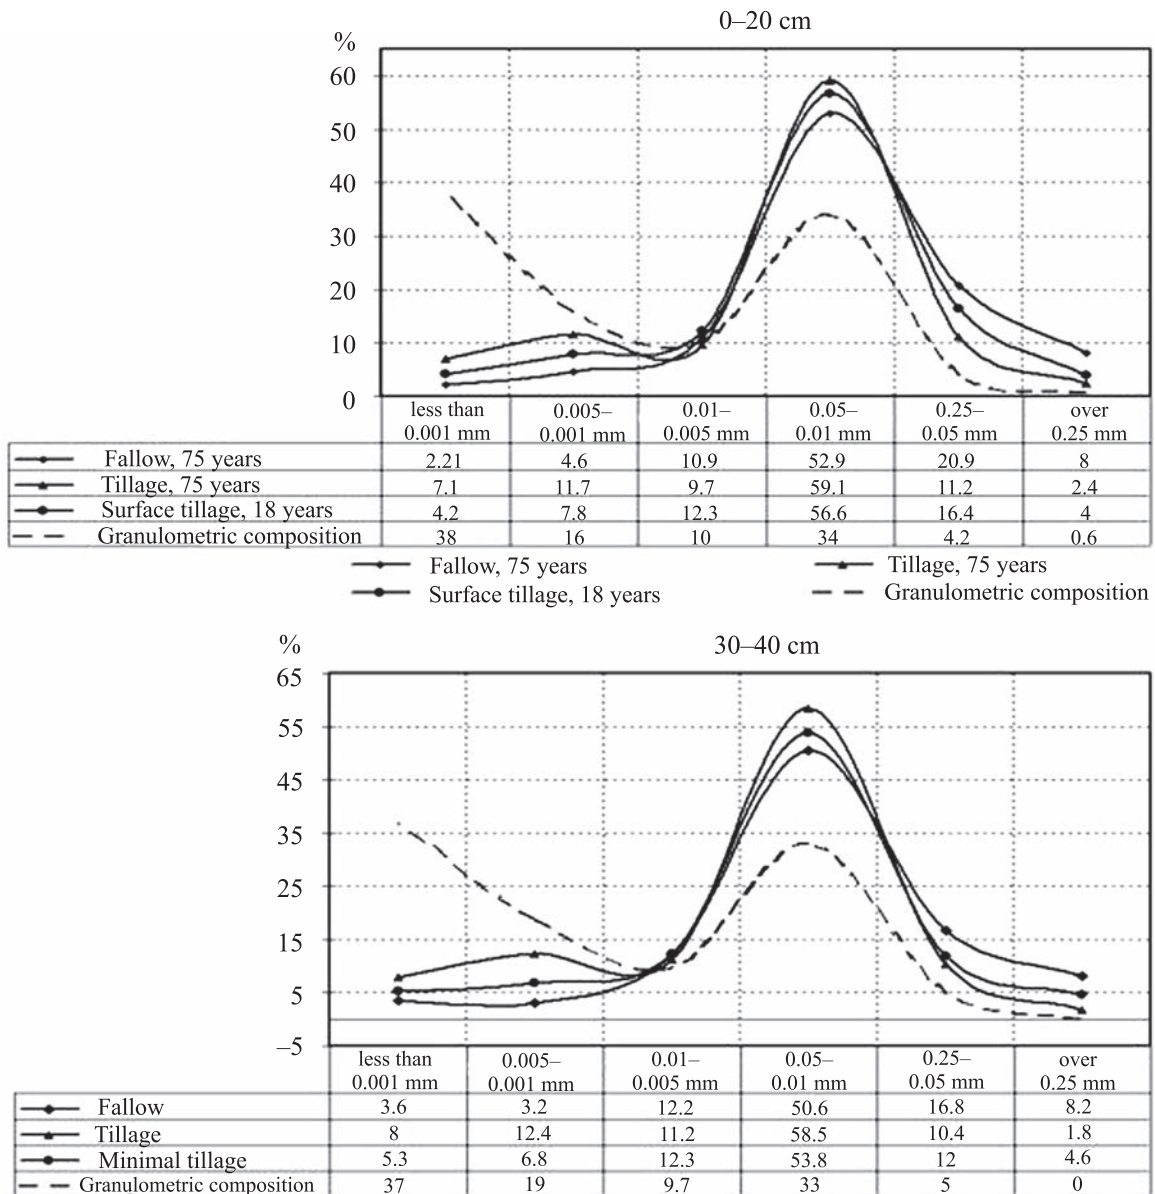 0–20 cm
%
60
50
40
30
20
10
0
less than 0.005– 0.01– 0.05– 0.25– over
0.001 mm 0.001 mm 0.005 mm 0.01 mm 0.05 mm 0.25 mm
Fallow, 75 years 2.21 4.6 10.9 52.9 20.9 8
Tillage, 75 years 7.1 11.7 9.7 59.1 11.2 2.4
Surface tillage, 18 years 4.2 7.8 12.3 56.6 16.4 4
Granulometric composition 38 16 10 34 4.2 0.6
Fallow, 75 years Tillage, 75 years
Surface tillage, 18 years Granulometric composition
30–40 cm
%
65
55
45
35
25
15
5
–5
less than 0.005– 0.01– 0.05– 0.25– over
0.001 mm 0.001 mm 0.005 mm 0.01 mm 0.05 mm 0.25 mm
Fallow 3.6 3.2 12.2 50.6 16.8 8.2
Tillage 8 12.4 11.2 58.5 10.4 1.8
Minimal tillage 5.3 6.8 12.3 53.8 12 4.6
Granulometric composition 37 19 9.7 33 5 0